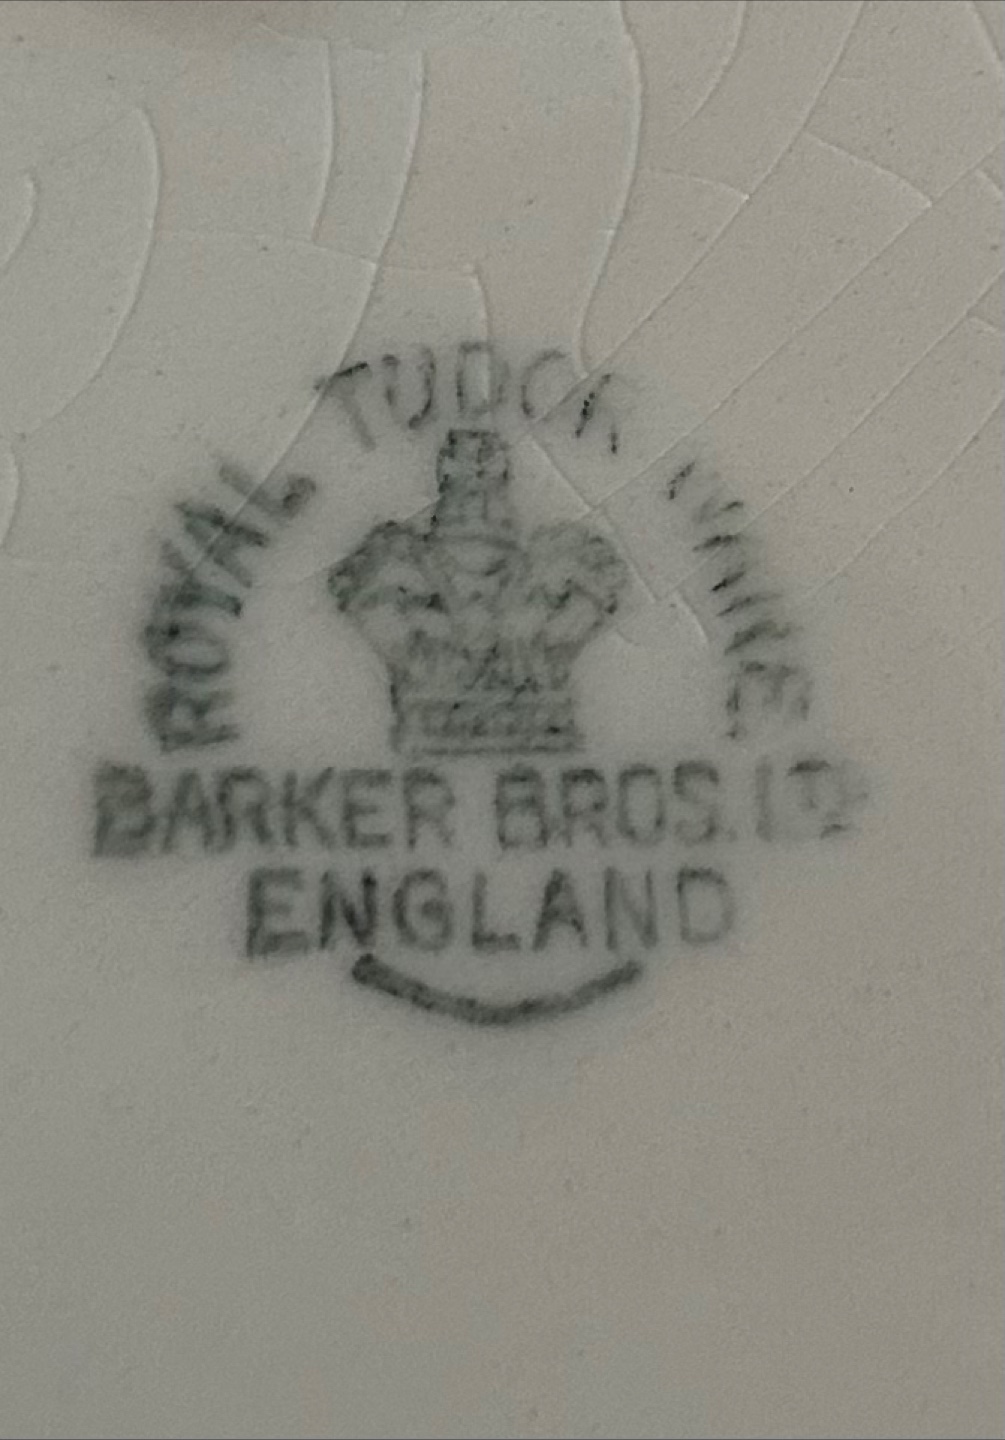 ROYAL TUDOR WARE
BARKER BROS. LTD
ENGLAND